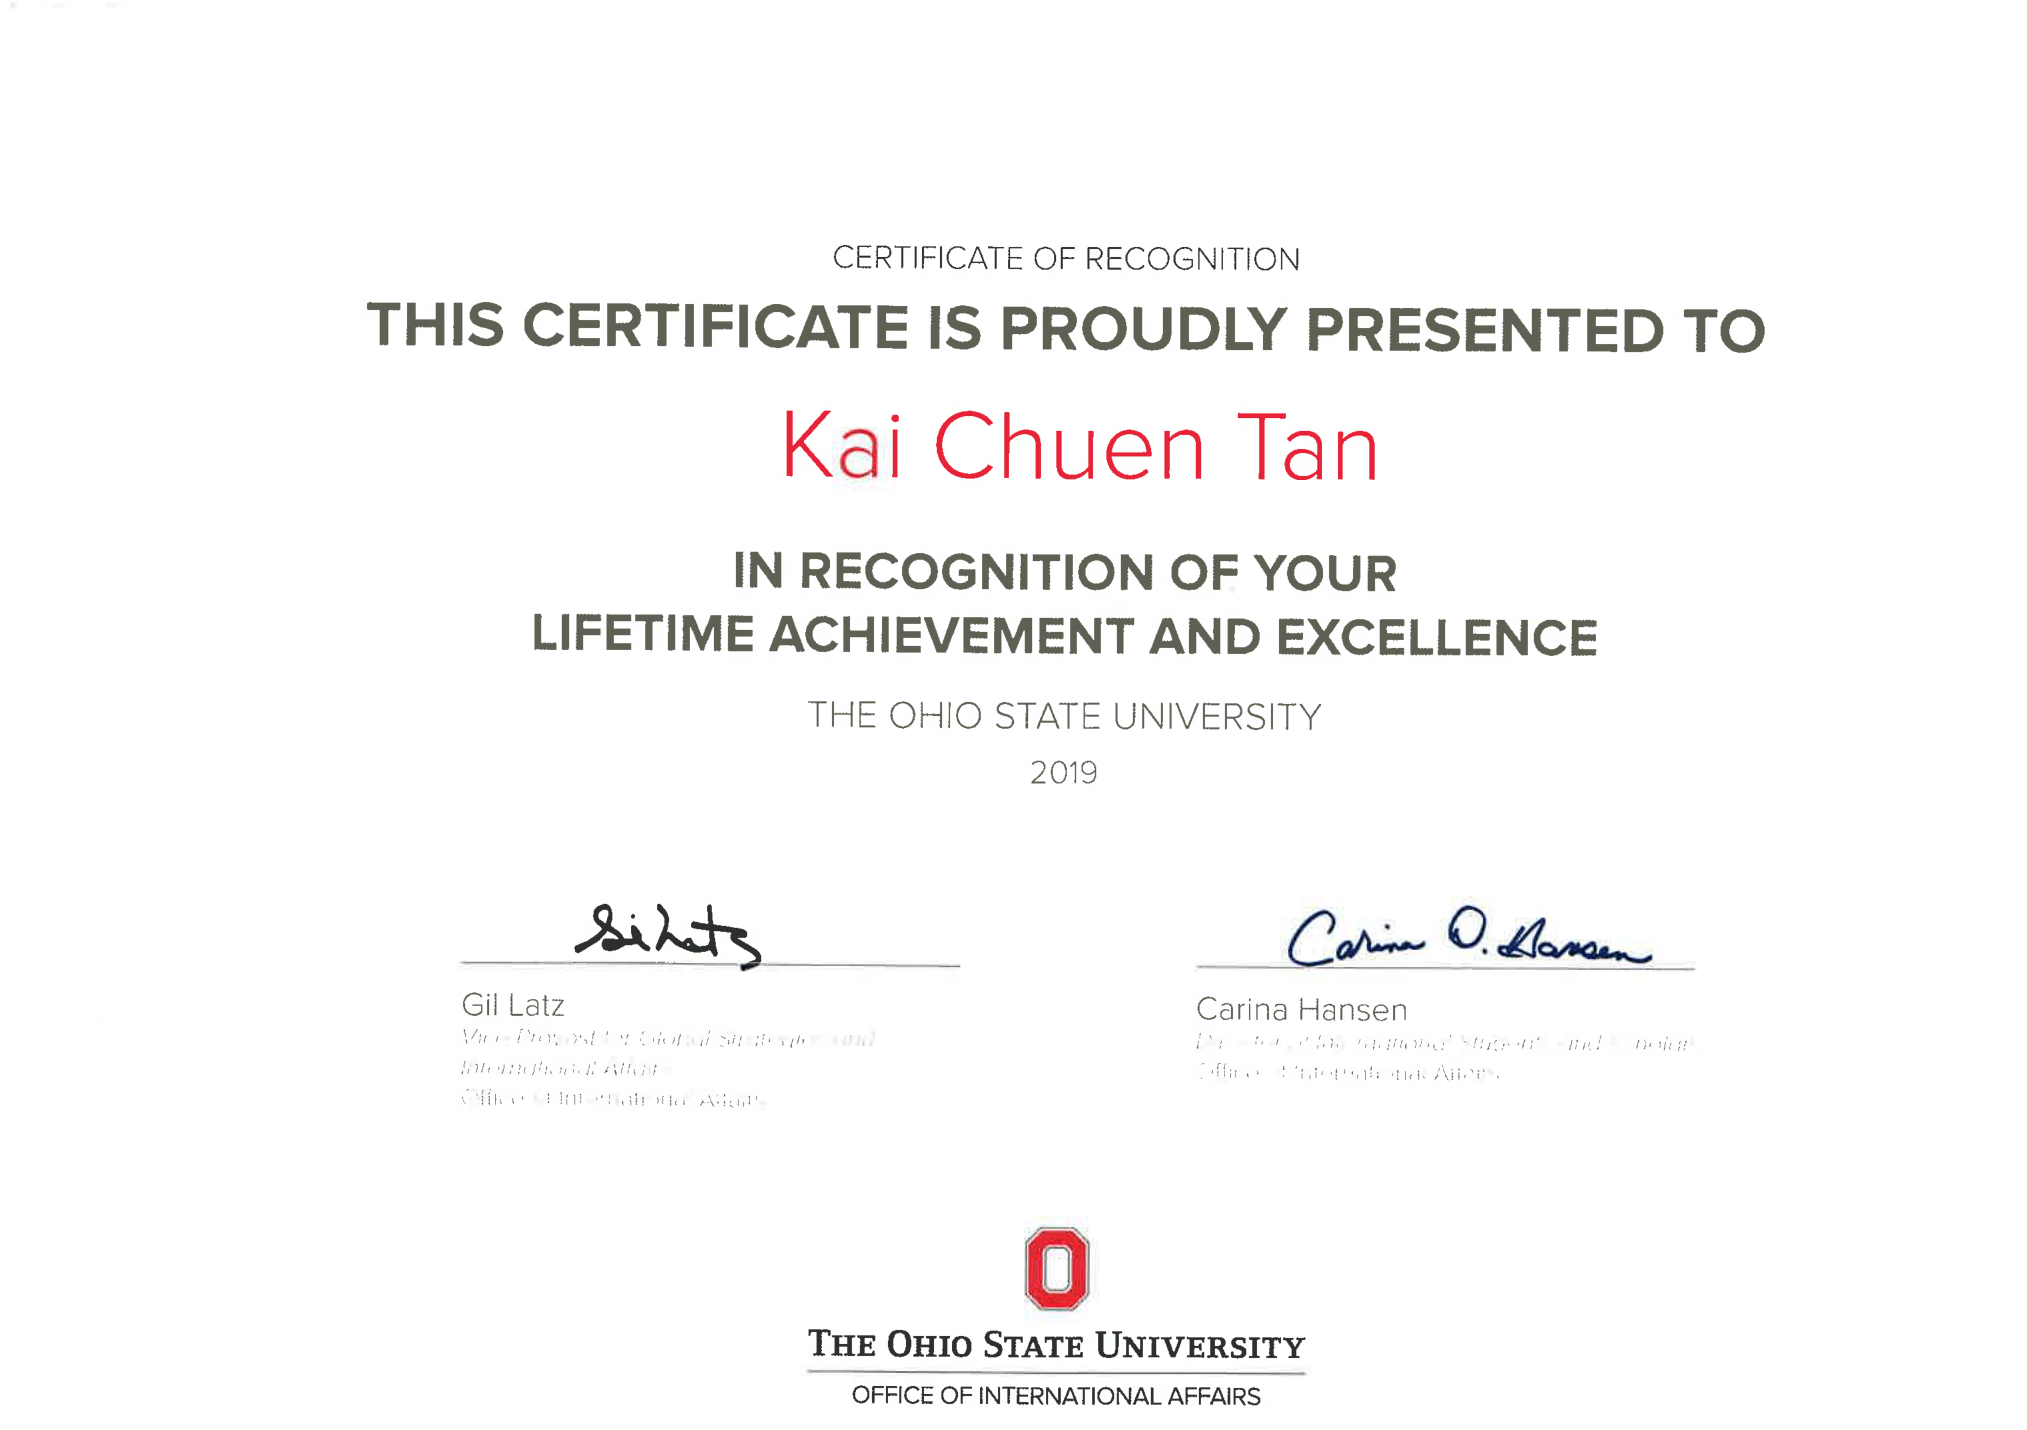 CERTIFICATE OF RECOGNITION
THIS CERTIFICATE IS PROUDLY PRESENTED TO
Kai Chuen Tan
IN RECOGNITION OF YOUR
LIFETIME ACHIEVEMENT AND EXCELLENCE
THE OHIO STATE UNIVERSITY
2019
Gil Latz
Carina D. Hansen
Gil Latz
Vice Provost for Global Strategies and
International Affairs
Office of International Affairs
Carina Hansen
International Students and
Office of International Affairs
O
THE OHIO STATE UNIVERSITY
OFFICE OF INTERNATIONAL AFFAIRS